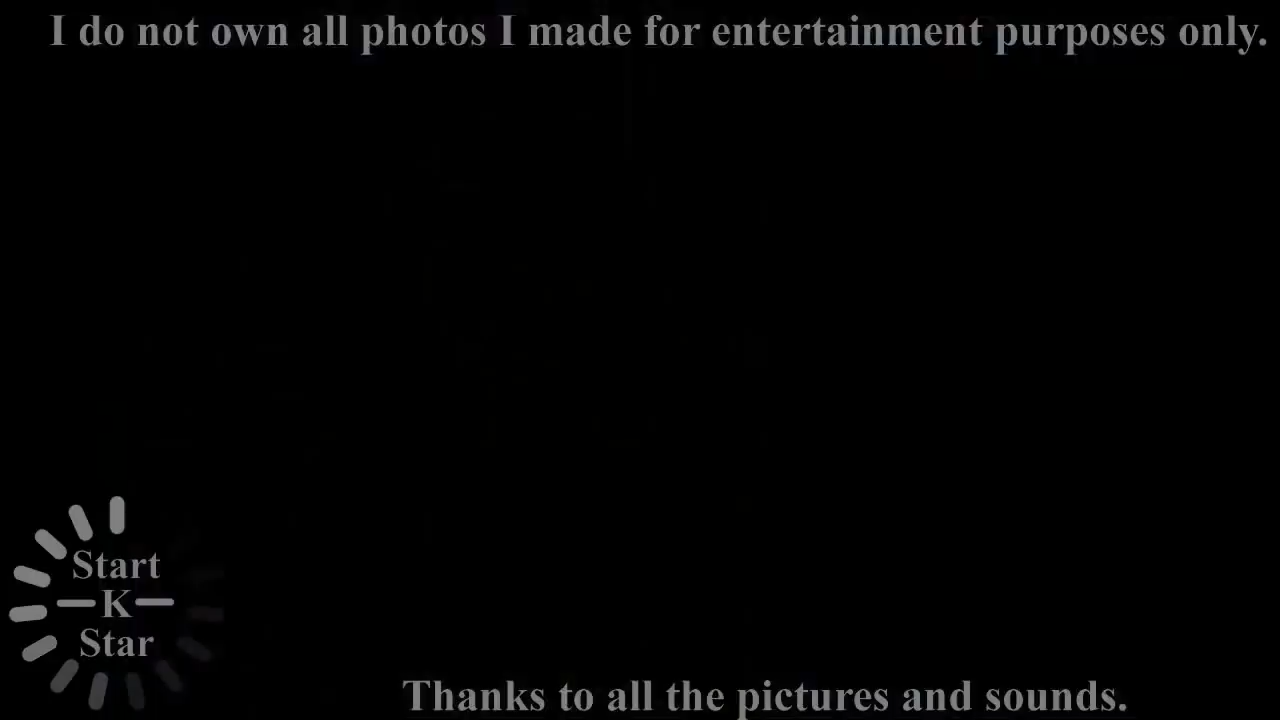 I do not own all photos I made for entertainment purposes only.
Start
K
Star
Thanks to all the pictures and sounds.